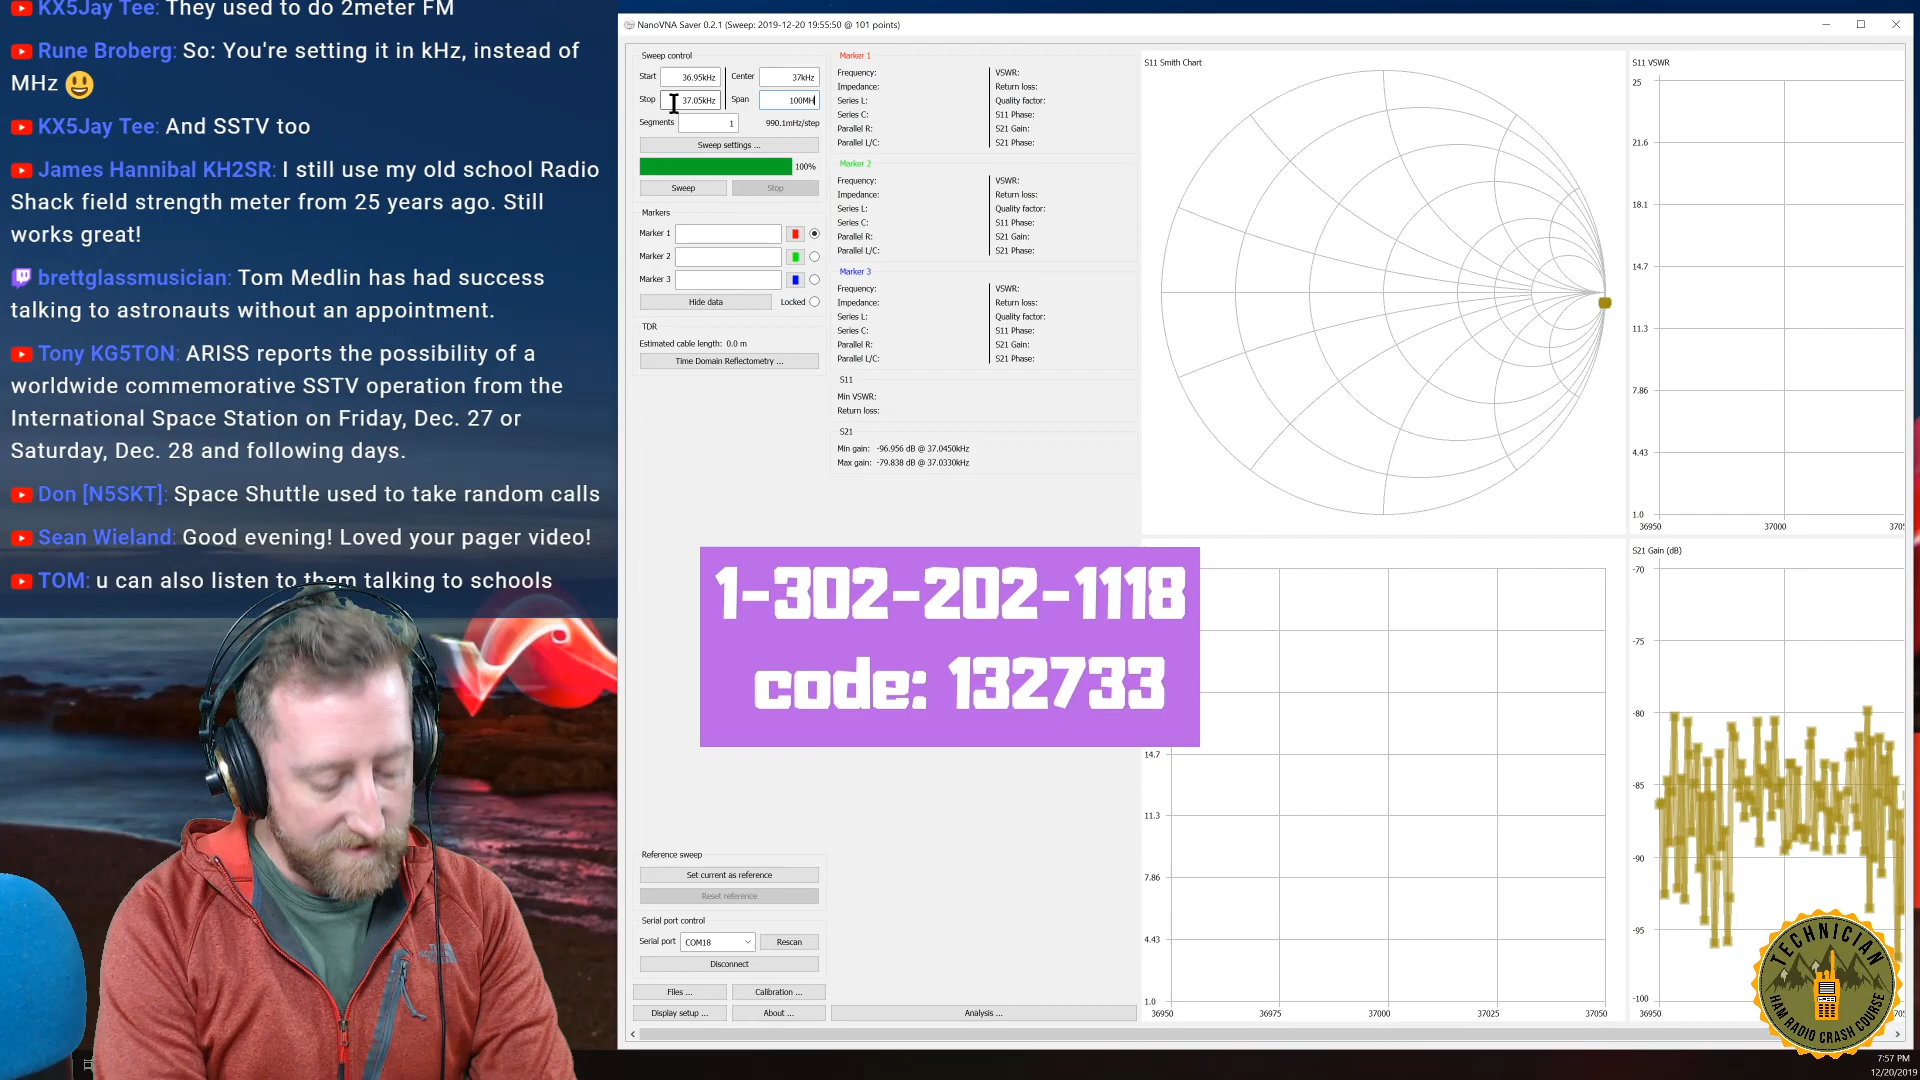 KX5Jay Tee: They used to do 2meter FM
Rune Broberg: So: You're setting it in kHz, instead of
MHz 😃
KX5Jay Tee: And SSTV too
James Hannibal KH2SR: I still use my old school Radio
Shack field strength meter from 25 years ago. Still
works great!
brettglassmusician: Tom Medlin has had success
talking to astronauts without an appointment.
Tony KG5TON: ARISS reports the possibility of a
worldwide commemorative SSTV operation from the
International Space Station on Friday, Dec. 27 or
Saturday, Dec. 28 and following days.
Don [N5SKT]: Space Shuttle used to take random calls
Sean Wieland: Good evening! Loved your pager video!
TOM: u can also listen to them talking to schools
NanoVNA Saver 0.2.1 (Sweep: 2019-12-20 19:55:50 @ 101 points)
Sweep control
Start 36.95kHz Center 37kHz
Stop 37.05kHz Span 100MH
Segments 1 990.1mHz/step
Sweep settings ...
100%
Sweep Stop
Markers
Marker 1
Marker 2
Marker 3
Hide data Locked
TDR
Estimated cable length: 0.0 m
Time Domain Reflectometry ...
Reference sweep
Set current as reference
Reset reference
Serial port control
Serial port COM18 Rescan
Disconnect
Files ... Calibration ...
Display setup ... About ...
Marker 1
Frequency: VSWR:
Impedance: Return loss:
Series L: Quality factor:
Series C: S11 Phase:
Parallel R: S21 Gain:
Parallel L/C: S21 Phase:
Marker 2
Frequency: VSWR:
Impedance: Return loss:
Series L: Quality factor:
Series C: S11 Phase:
Parallel R: S21 Gain:
Parallel L/C: S21 Phase:
Marker 3
Frequency: VSWR:
Impedance: Return loss:
Series L: Quality factor:
Series C: S11 Phase:
Parallel R: S21 Gain:
Parallel L/C: S21 Phase:
S11
Min VSWR:
Return loss:
S21
Min gain: -96.956 dB @ 37.0450kHz
Max gain: -79.838 dB @ 37.0330kHz
Analysis ...
1-302-202-1118
code: 132733
S11 Smith Chart
S11 VSWR
25
21.6
18.1
14.7
11.3
7.86
4.43
1.0
36950 37000 3705
14.7
11.3
7.86
4.43
1.0
36950 36975 37000 37025 37050
S21 Gain (dB)
-70
-75
-80
-85
-90
-95
-100
36950
TECHNICIAN
HAM RADIO CRASH COURSE
7:57 PM
12/20/2019